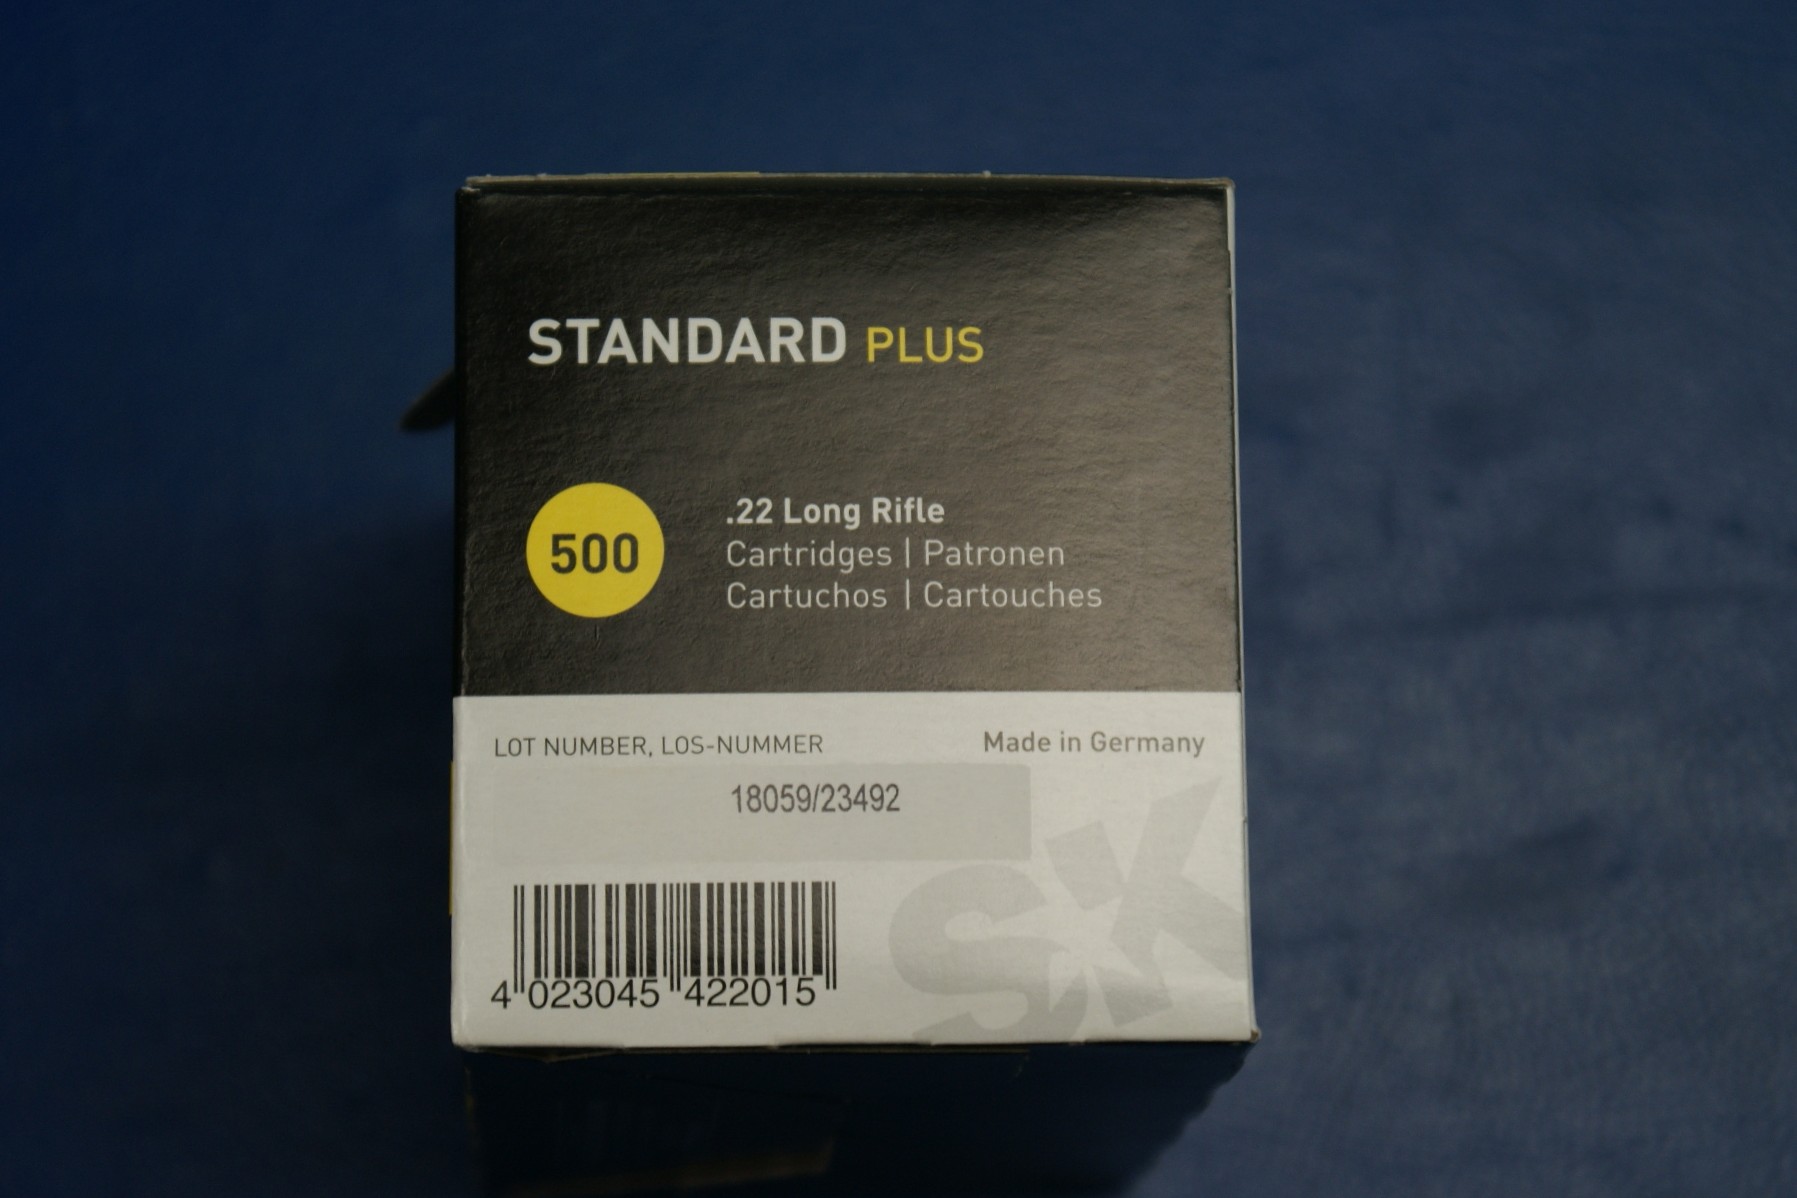 STANDARD PLUS
500
.22 Long Rifle
Cartridges | Patronen
Cartuchos | Cartouches
LOT NUMBER, LOS-NUMMER
Made in Germany
18059/23492
SK
4 023045 422015